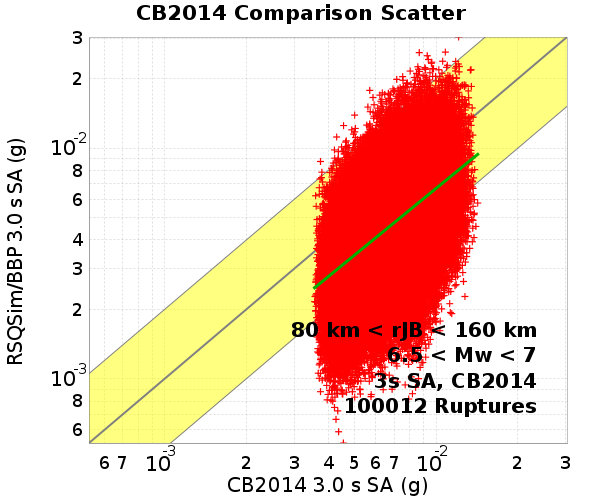 CB2014 Comparison Scatter
3
2
10-2
8
6
4
3
2
10-3
8
6
RSQSim/BBP 3.0 s SA (g)
80 km < rJB < 160 km
6.5 < Mw < 7
3s SA, CB2014
100012 Ruptures
6 7 10-3 2 3 4 5 6 7 10-2 2 3
CB2014 3.0 s SA (g)